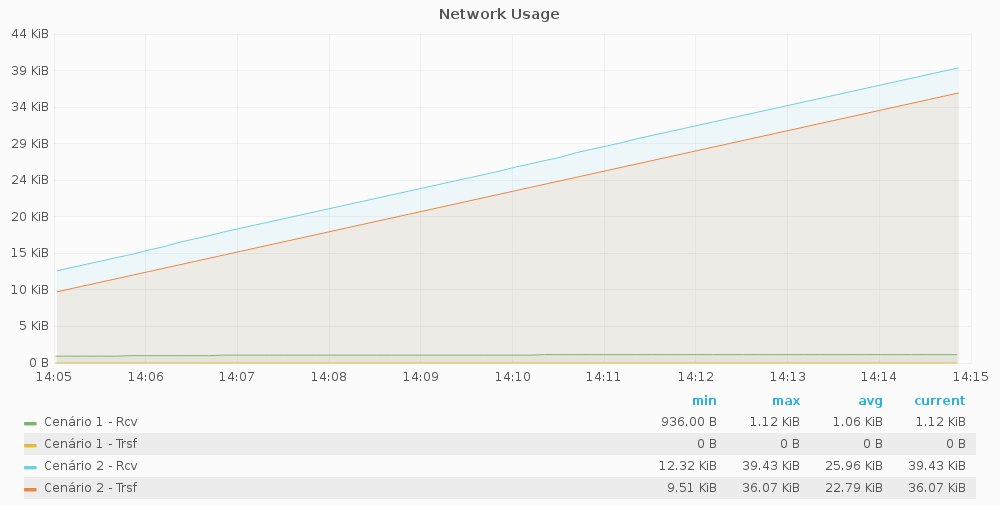 Network Usage
44 KiB
39 KiB
34 KiB
29 KiB
24 KiB
20 KiB
15 KiB
10 KiB
5 KiB
0 B
14:05 14:06 14:07 14:08 14:09 14:10 14:11 14:12 14:13 14:14 14:15
min max avg current
Cenário 1 - Rcv 936.00 B 1.12 KiB 1.06 KiB 1.12 KiB
Cenário 1 - Trsf 0 B 0 B 0 B 0 B
Cenário 2 - Rcv 12.32 KiB 39.43 KiB 25.96 KiB 39.43 KiB
Cenário 2 - Trsf 9.51 KiB 36.07 KiB 22.79 KiB 36.07 KiB